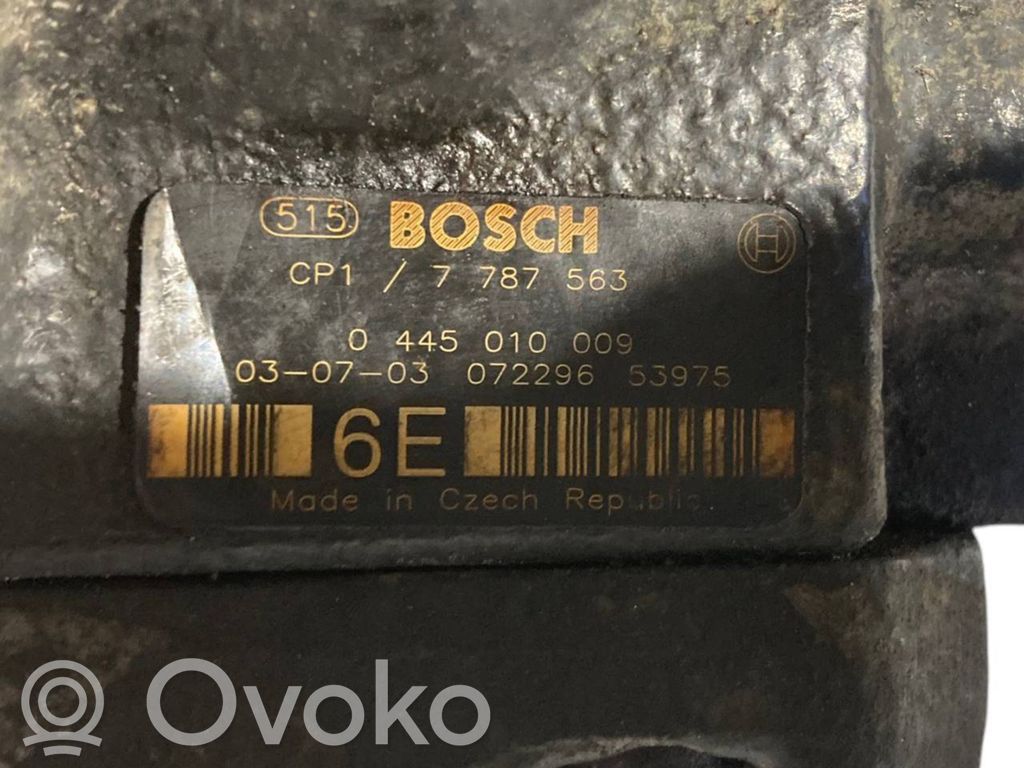 515 BOSCH H
CP1 / 7 787 563
0 445 010 009
03-07-03 072296 53975
6E
Made in Czech Republic
R Ovoko